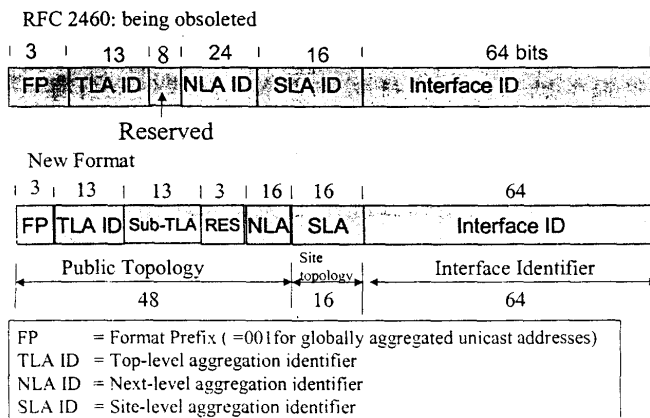 RFC 2460: being obsoleted
3 13 8 24 16 64 bits
FP TLA ID NLA ID SLA ID Interface ID
Reserved
New Format
3 13 13 3 16 16 64
FP TLA ID Sub-TLA RES NLA SLA Interface ID
Public Topology Site topology Interface Identifier
48 16 64
FP = Format Prefix ( =001for globally aggregated unicast addresses)
TLA ID = Top-level aggregation identifier
NLA ID = Next-level aggregation identifier
SLA ID = Site-level aggregation identifier